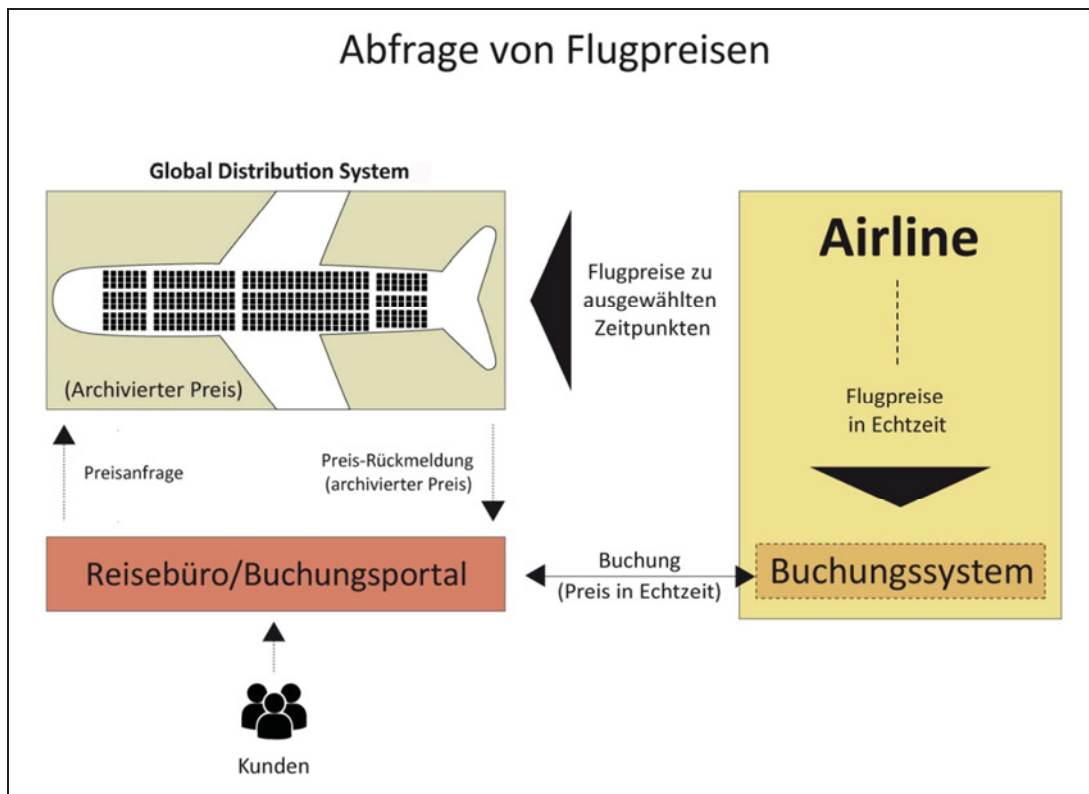 Abfrage von Flugpreisen
Global Distribution System
(Archivierter Preis)
Flugpreise zu
ausgewählten
Zeitpunkten
Airline
Flugpreise
in Echtzeit
Preisanfrage
Preis-Rückmeldung
(archivierter Preis)
Reisebüro/Buchungsportal
Buchung
(Preis in Echtzeit)
Buchungssystem
Kunden